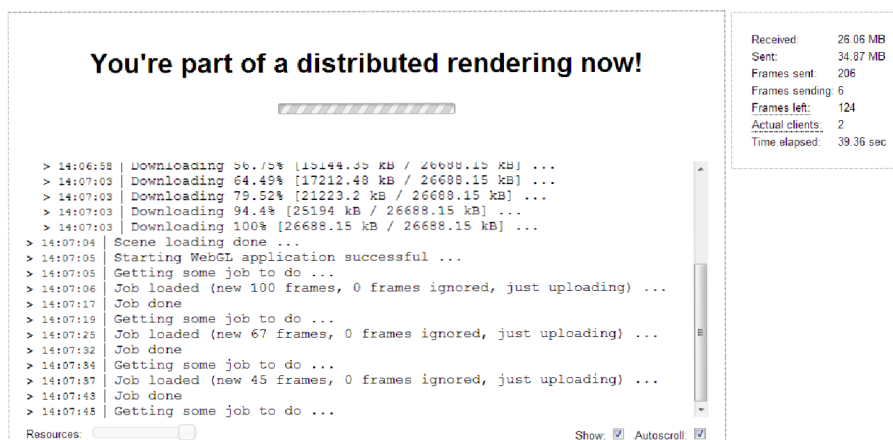 You're part of a distributed rendering now!
> 14:06:58 | Downloading 56.75% [15144.35 kB / 26688.15 kB] ...
> 14:07:03 | Downloading 64.49% [17212.48 kB / 26688.15 kB] ...
> 14:07:03 | Downloading 79.52% [21223.2 kB / 26688.15 kB] ...
> 14:07:03 | Downloading 94.4% [25194 kB / 26688.15 kB] ...
> 14:07:03 | Downloading 100% [26688.15 kB / 26688.15 kB] ...
> 14:07:04 | Scene loading done ...
> 14:07:05 | Starting WebGL application successful ...
> 14:07:05 | Getting some job to do ...
> 14:07:06 | Job loaded (new 100 frames, 0 frames ignored, just uploading) ...
> 14:07:17 | Job done
> 14:07:19 | Getting some job to do ...
> 14:07:25 | Job loaded (new 67 frames, 0 frames ignored, just uploading) ...
> 14:07:32 | Job done
> 14:07:34 | Getting some job to do ...
> 14:07:37 | Job loaded (new 45 frames, 0 frames ignored, just uploading) ...
> 14:07:43 | Job done
> 14:07:45 | Getting some job to do ...
Resources:
Show: Autoscroll:
Received: 26.06 MB
Sent: 34.87 MB
Frames sent: 206
Frames sending: 6
Frames left: 124
Actual clients: 2
Time elapsed: 39.36 sec